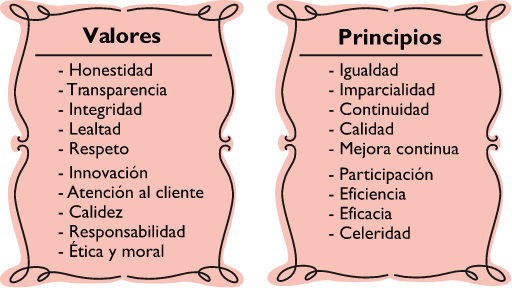 Valores
- Honestidad
- Transparencia
- Integridad
- Lealtad
- Respeto
- Innovación
- Atención al cliente
- Calidez
- Responsabilidad
- Ética y moral
Principios
- Igualdad
- Imparcialidad
- Continuidad
- Calidad
- Mejora continua
- Participación
- Eficiencia
- Eficacia
- Celeridad